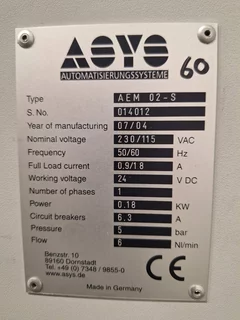 ASYS
AUTOMATISIERUNGSSYSTEME
60
Type AEM 02-S
S. No. 014012
Year of manufacturing 07/04
Nominal voltage 230/115 VAC
Frequency 50/60 Hz
Full Load current 0.9/1.8 A
Working voltage 24 V DC
Number of phases 1
Power 0.18 KW
Circuit breakers 6.3 A
Pressure 5 bar
Flow 6 Nl/min
Benzstr. 10
89160 Dornstadt
Tel. +49 (0) 7348 / 9855-0
www.asys.de
CE
Made in Germany